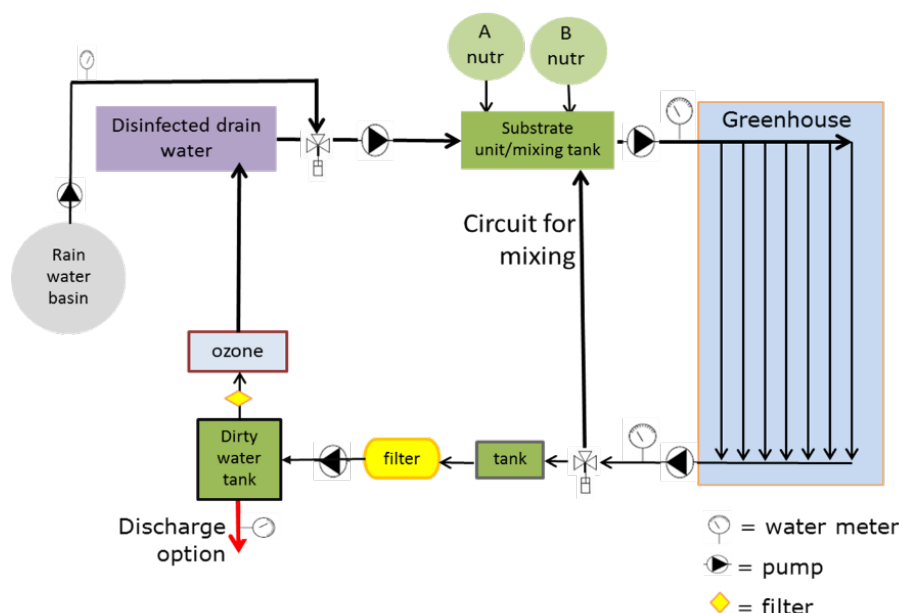 A
nutr
B
nutr
Disinfected drain
water
Substrate
unit/mixing tank
Greenhouse
Circuit for
mixing
Rain
water
basin
ozone
Dirty
water
tank
filter
tank
Discharge
option
= water meter
= pump
= filter